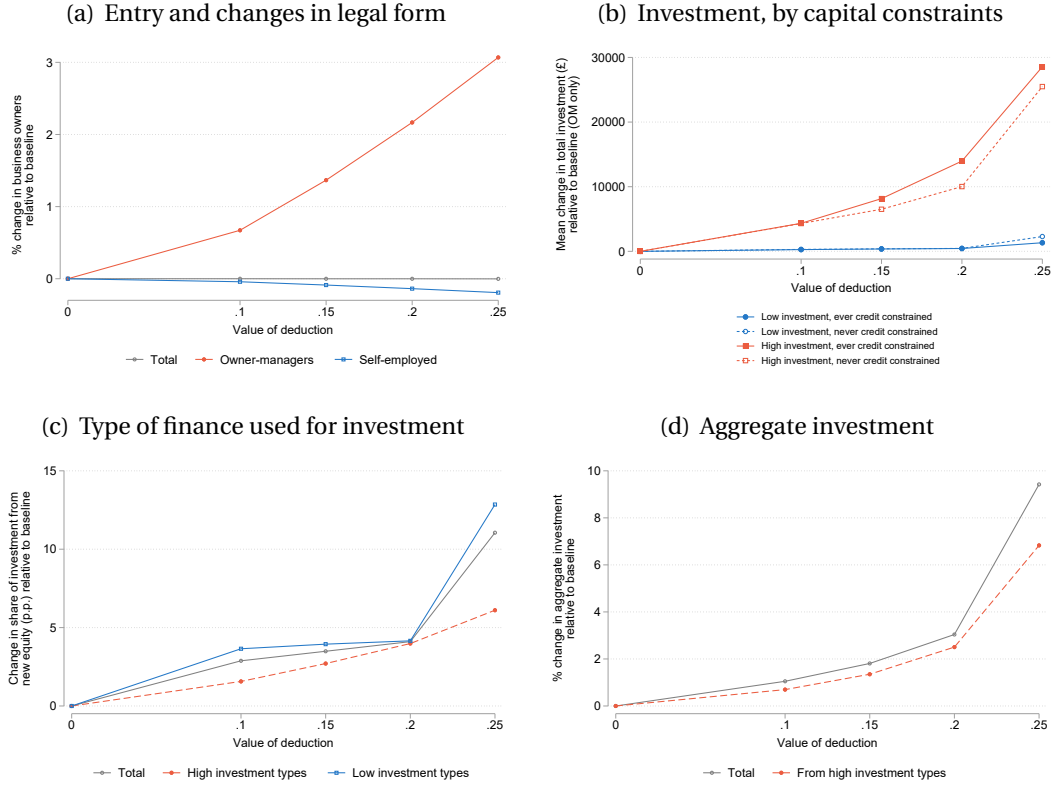 (a) Entry and changes in legal form
% change in business owners
relative to baseline
3
2
1
0
0
.1
.15
.2
.25
Value of deduction
Total
Owner-managers
Self-employed
(b) Investment, by capital constraints
Mean change in total investment (£)
relative to baseline (OM only)
30000
20000
10000
0
0
.1
.15
.2
.25
Value of deduction
Low investment, ever credit constrained
Low investment, never credit constrained
High investment, ever credit constrained
High investment, never credit constrained
(c) Type of finance used for investment
Change in share of investment from
new equity (p.p.) relative to baseline
15
10
5
0
0
.1
.15
.2
.25
Value of deduction
Total
High investment types
Low investment types
(d) Aggregate investment
% change in aggregate investment
relative to baseline
10
8
6
4
2
0
0
.1
.15
.2
.25
Value of deduction
Total
From high investment types